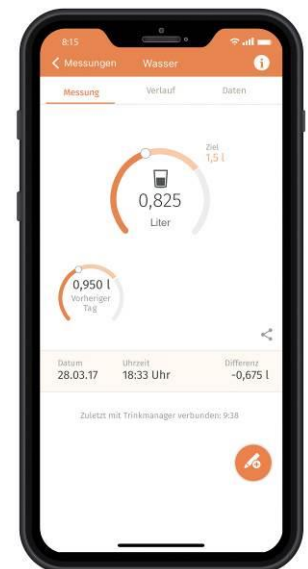 8:15
Messungen Wasser i
Messung Verlauf Daten
Ziel
1,5 l
0,825
Liter
0,950 l
Vorheriger
Tag
Datum Uhrzeit Differenz
28.03.17 18:33 Uhr -0,675 l
Zuletzt mit Trinkmanager verbunden: 9:38